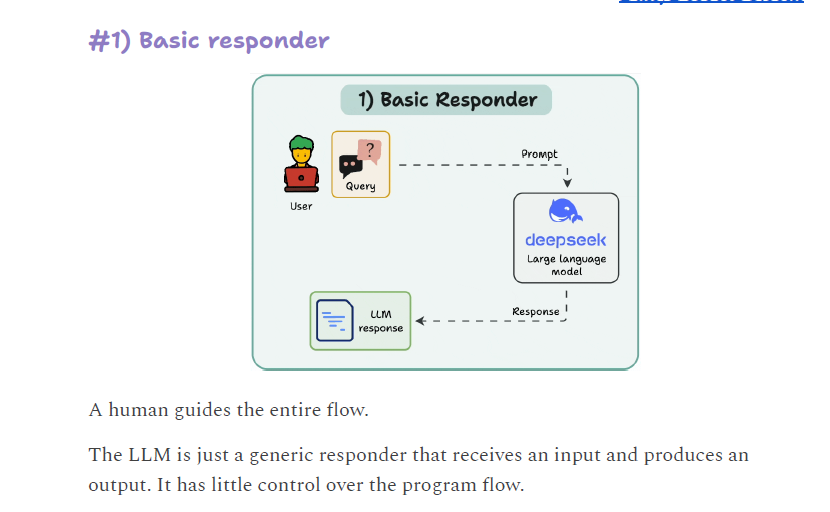 #1) Basic responder
1) Basic Responder
?
Query
User
Prompt
deepseek
Large language
model
Response
LLM
response
A human guides the entire flow.
The LLM is just a generic responder that receives an input and produces an
output. It has little control over the program flow.